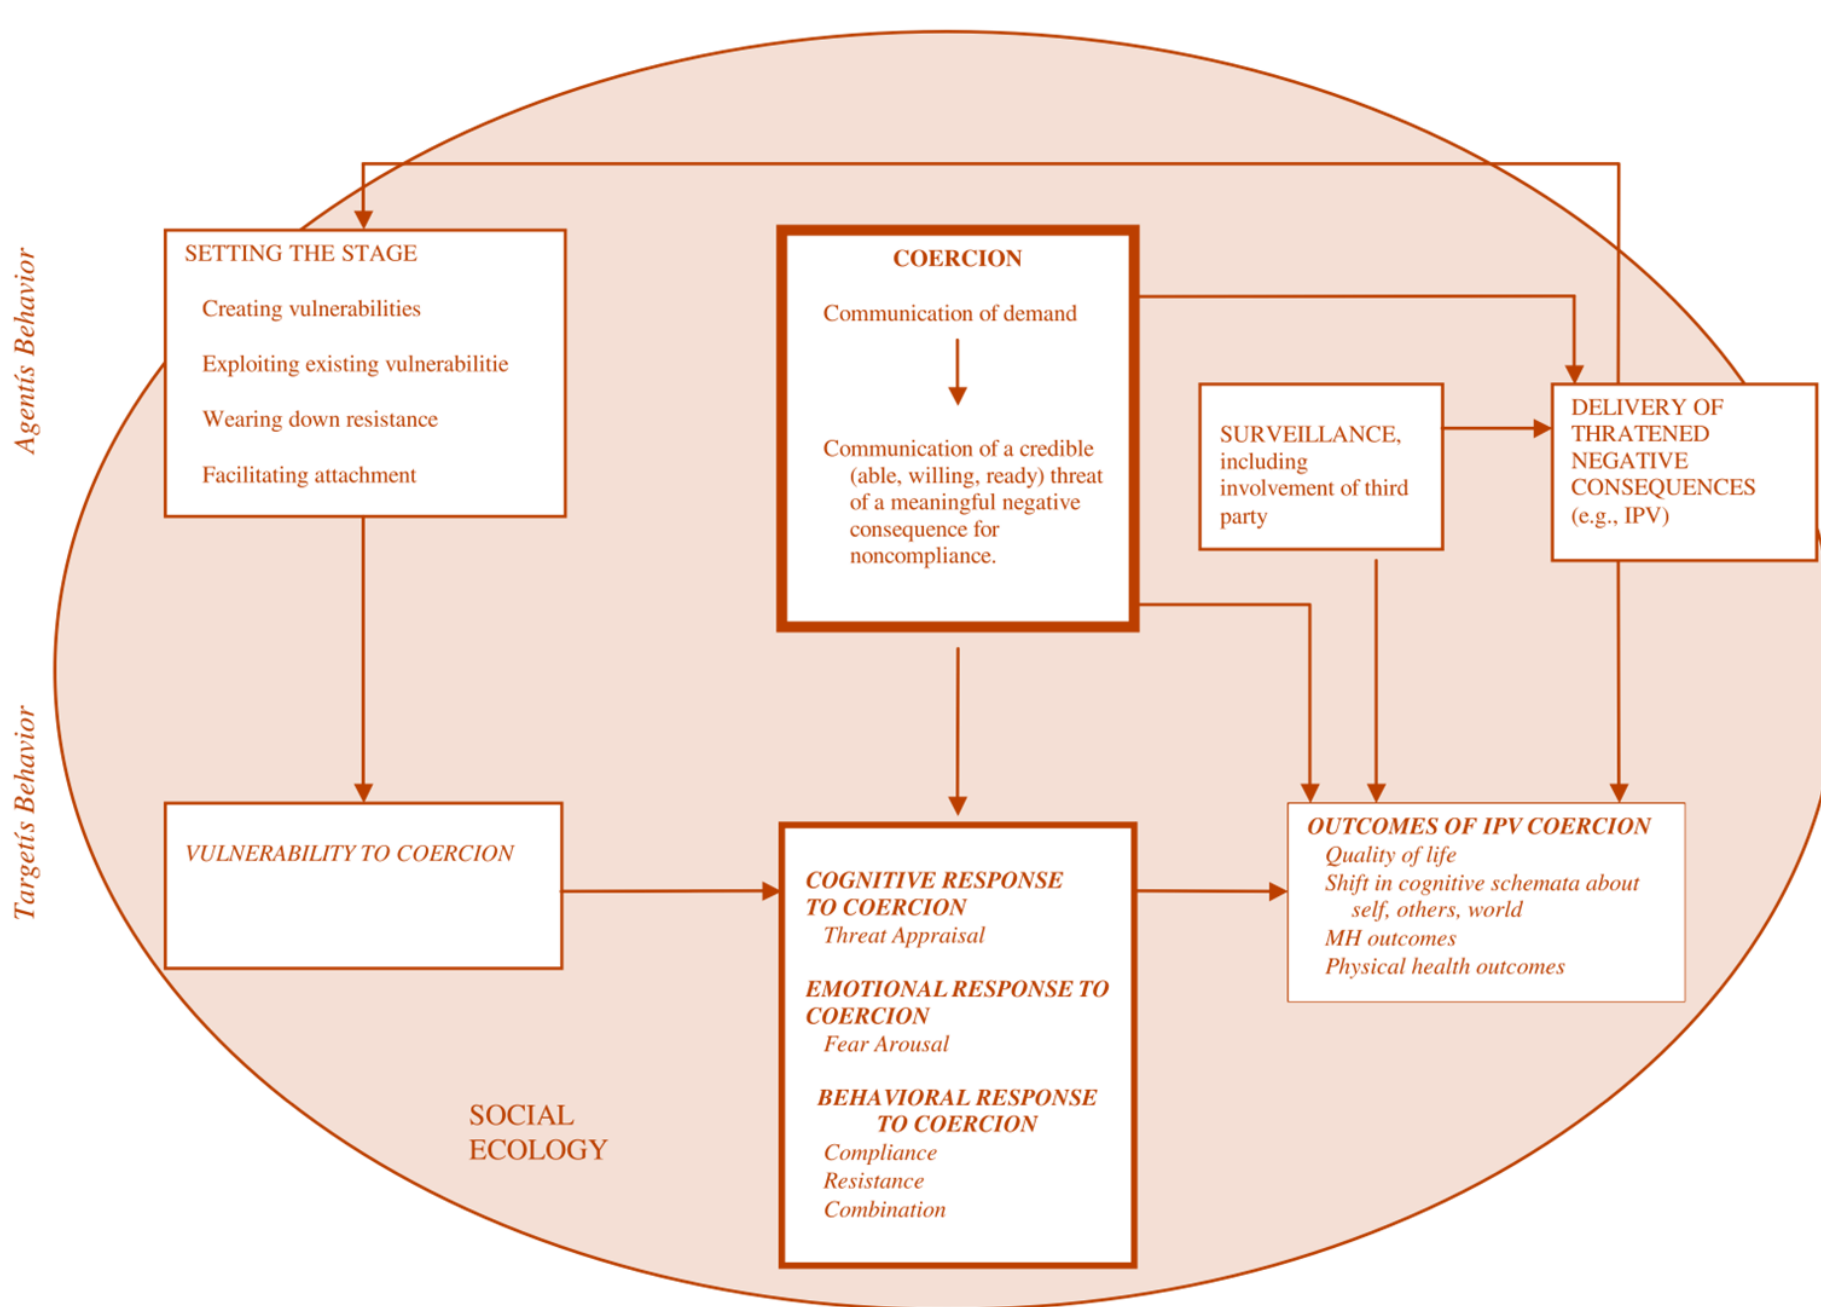 Agentís Behavior
SETTING THE STAGE
Creating vulnerabilities
Exploiting existing vulnerabilitie
Wearing down resistance
Facilitating attachment
COERCION
Communication of demand
Communication of a credible
(able, willing, ready) threat
of a meaningful negative
consequence for
noncompliance.
SURVEILLANCE,
including
involvement of third
party
DELIVERY OF
THRATENED
NEGATIVE
CONSEQUENCES
(e.g., IPV)
Targetís Behavior
VULNERABILITY TO COERCION
COGNITIVE RESPONSE
TO COERCION
Threat Appraisal
EMOTIONAL RESPONSE TO
COERCION
Fear Arousal
BEHAVIORAL RESPONSE
TO COERCION
Compliance
Resistance
Combination
OUTCOMES OF IPV COERCION
Quality of life
Shift in cognitive schemata about
self, others, world
MH outcomes
Physical health outcomes
SOCIAL
ECOLOGY